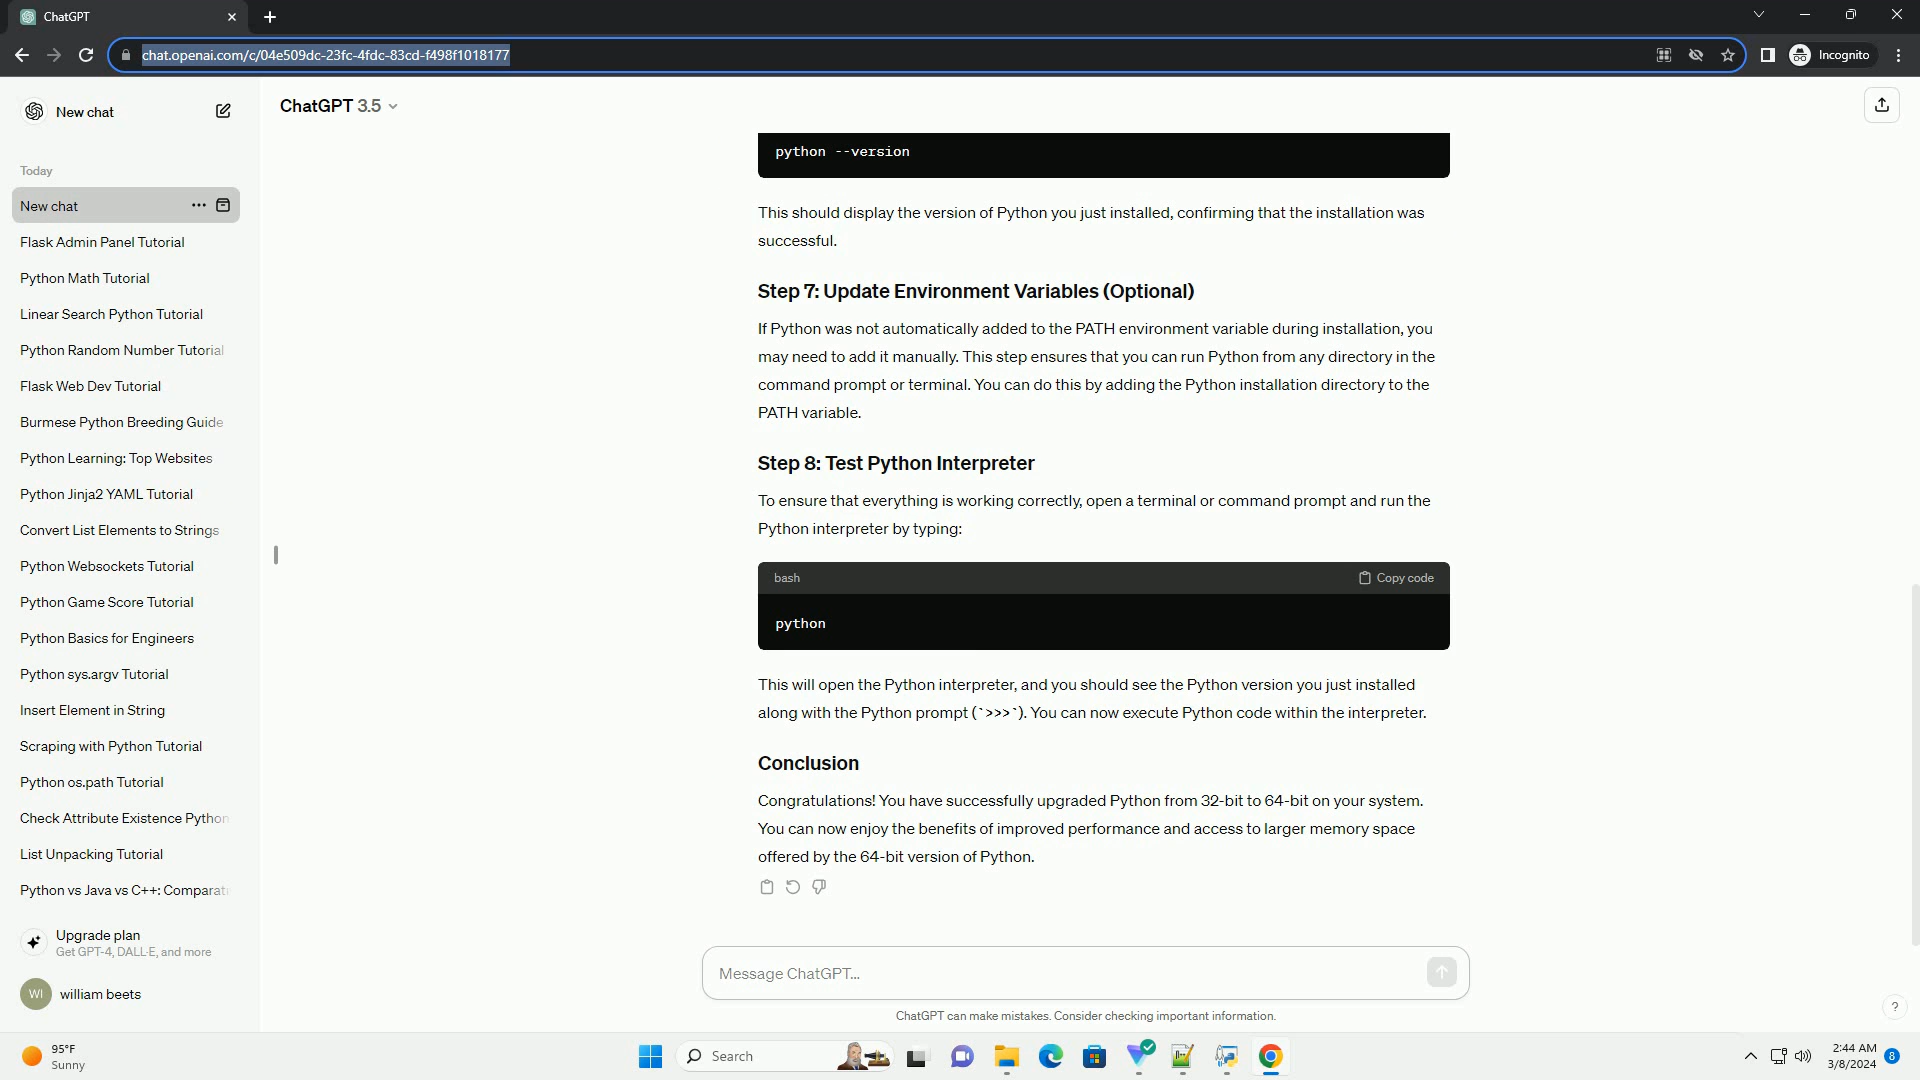 ChatGPT
chat.openai.com/c/04e509dc-23fc-4fdc-83cd-f498f1018177
Incognito
New chat
ChatGPT 3.5
Today
New chat
Flask Admin Panel Tutorial
Python Math Tutorial
Linear Search Python Tutorial
Python Random Number Tutorial
Flask Web Dev Tutorial
Burmese Python Breeding Guide
Python Learning: Top Websites
Python Jinja2 YAML Tutorial
Convert List Elements to Strings
Python Websockets Tutorial
Python Game Score Tutorial
Python Basics for Engineers
Python sys.argv Tutorial
Insert Element in String
Scraping with Python Tutorial
Python os.path Tutorial
Check Attribute Existence Python
List Unpacking Tutorial
Python vs Java vs C++: Comparati
Upgrade plan
Get GPT-4, DALL·E, and more
WI
william beets
python --version
This should display the version of Python you just installed, confirming that the installation was
successful.
Step 7: Update Environment Variables (Optional)
If Python was not automatically added to the PATH environment variable during installation, you
may need to add it manually. This step ensures that you can run Python from any directory in the
command prompt or terminal. You can do this by adding the Python installation directory to the
PATH variable.
Step 8: Test Python Interpreter
To ensure that everything is working correctly, open a terminal or command prompt and run the
Python interpreter by typing:
bash
Copy code
python
This will open the Python interpreter, and you should see the Python version you just installed
along with the Python prompt (`>>>`). You can now execute Python code within the interpreter.
Conclusion
Congratulations! You have successfully upgraded Python from 32-bit to 64-bit on your system.
You can now enjoy the benefits of improved performance and access to larger memory space
offered by the 64-bit version of Python.
Message ChatGPT...
ChatGPT can make mistakes. Consider checking important information.
?
95°F
Sunny
Search
2:44 AM
3/8/2024
8